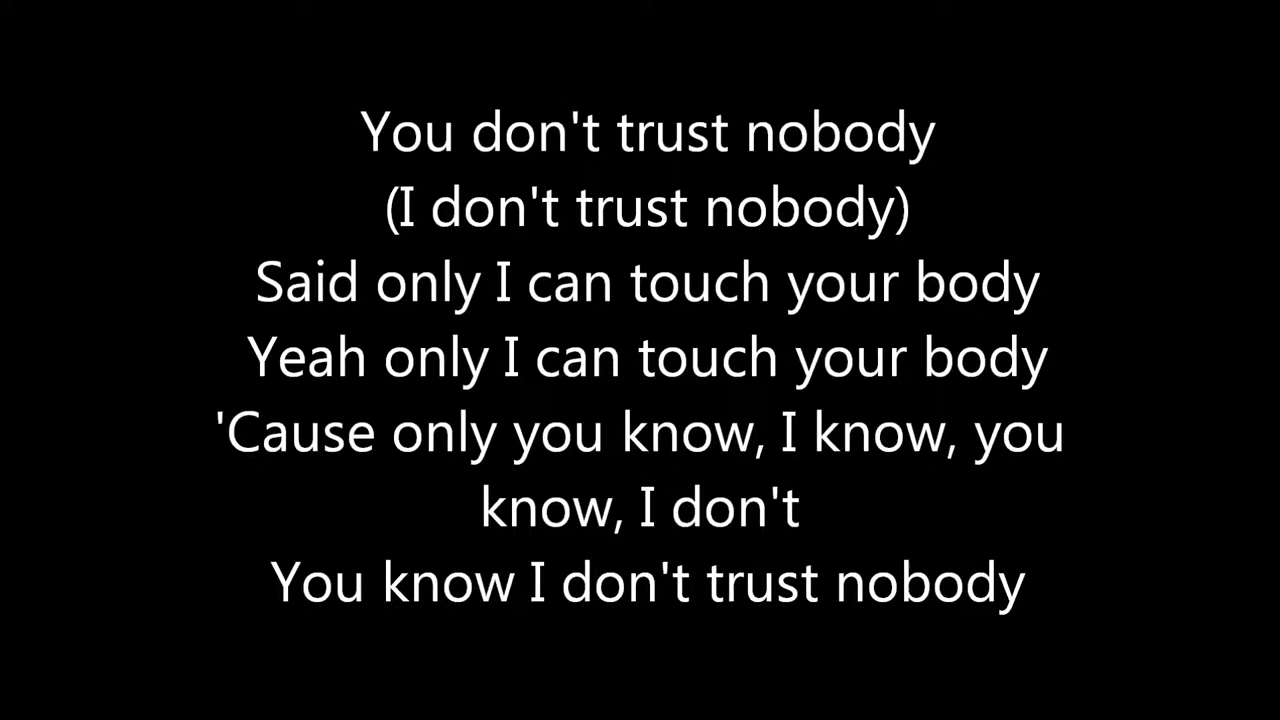 You don't trust nobody
(I don't trust nobody)
Said only I can touch your body
Yeah only I can touch your body
'Cause only you know, I know, you
know, I don't
You know I don't trust nobody